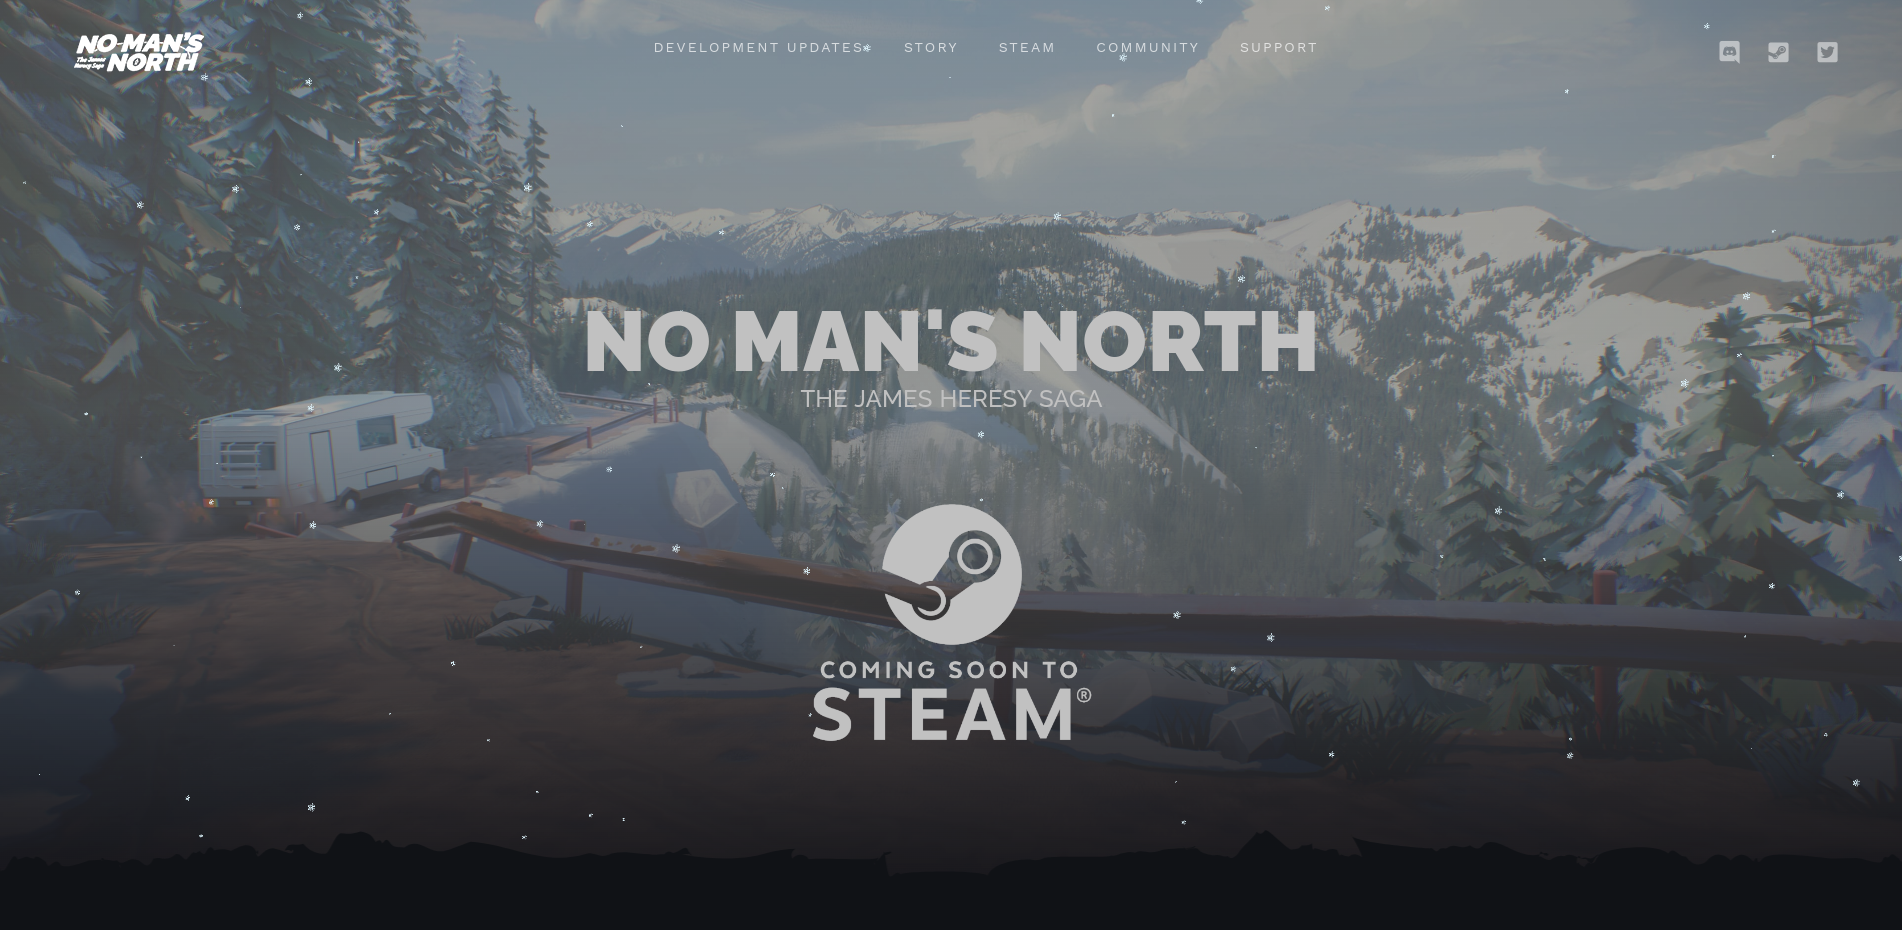 NO MAN'S
The James
Heresy Saga
NORTH
DEVELOPMENT UPDATES
STORY
STEAM
COMMUNITY
SUPPORT
NO MAN'S NORTH
THE JAMES HERESY SAGA
COMING SOON TO
STEAM®